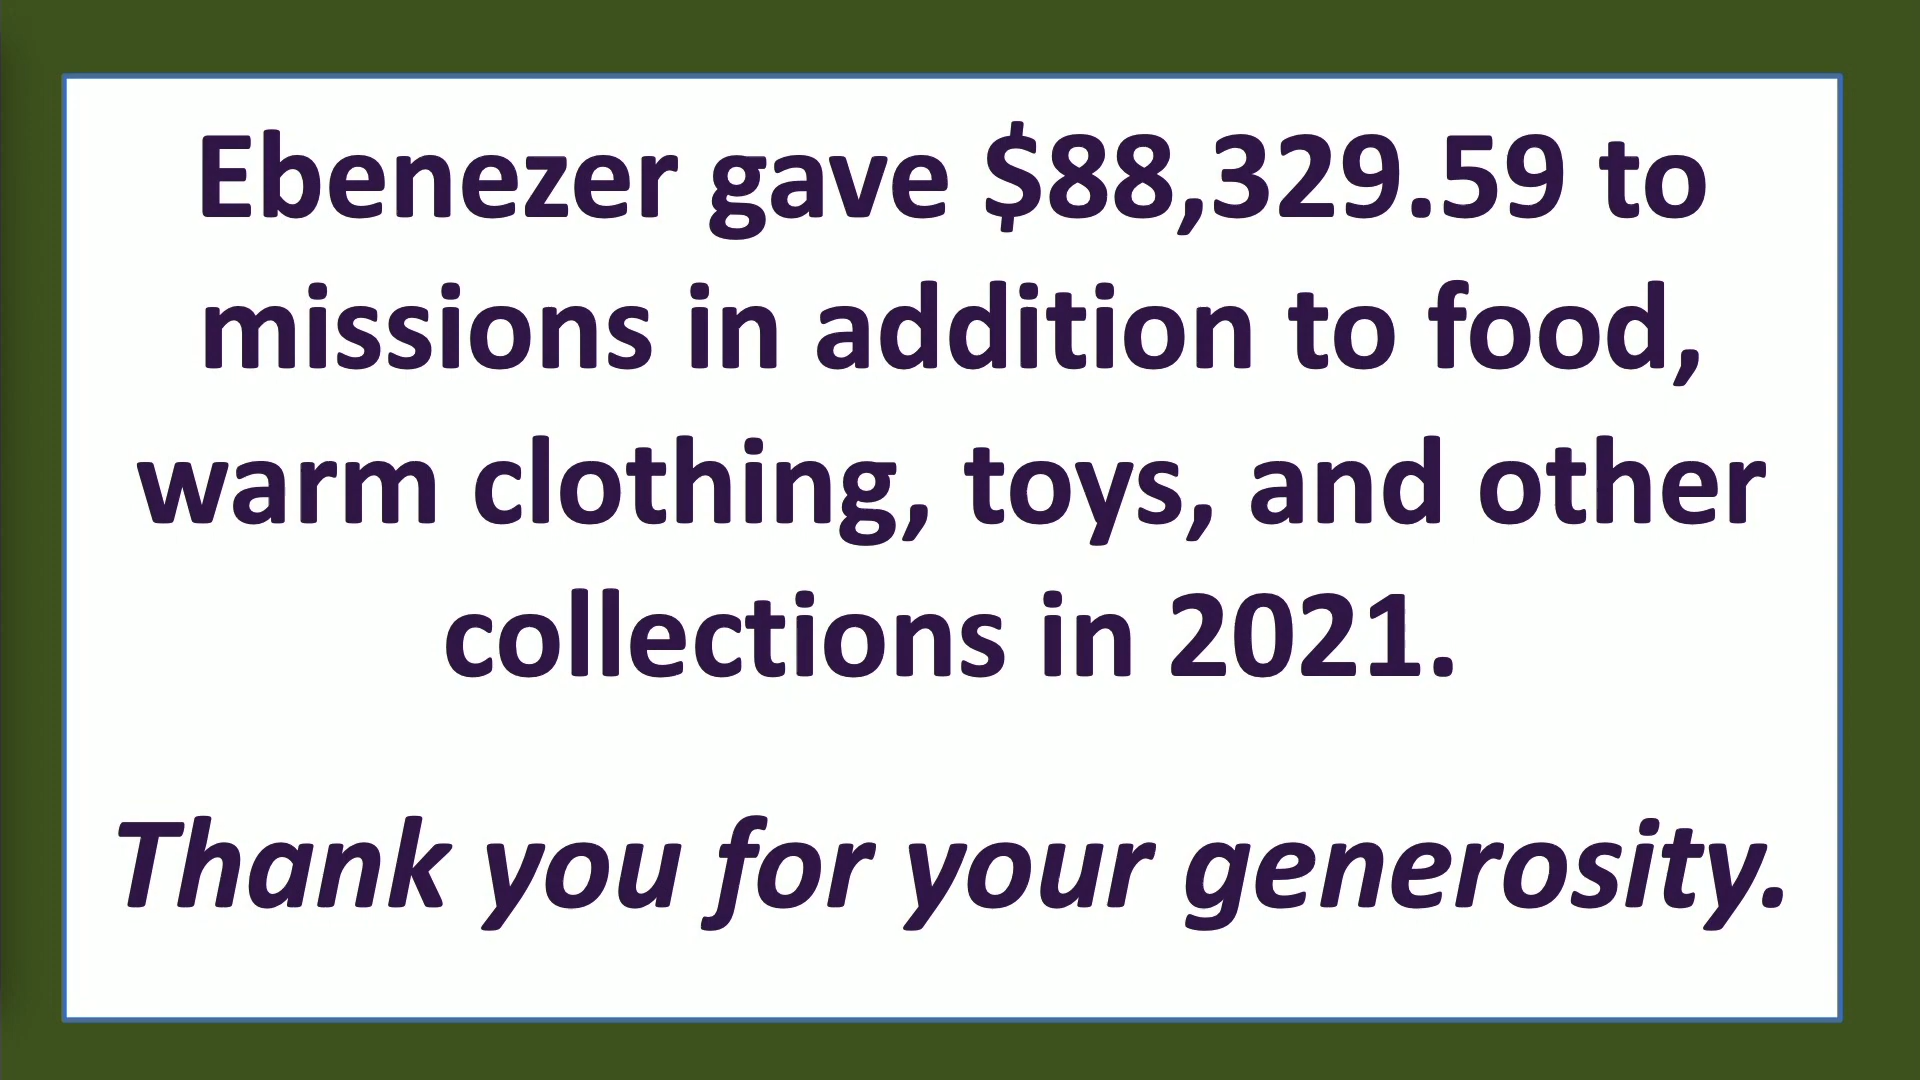 Ebenezer gave $88,329.59 to
missions in addition to food,
warm clothing, toys, and other
collections in 2021.
Thank you for your generosity.